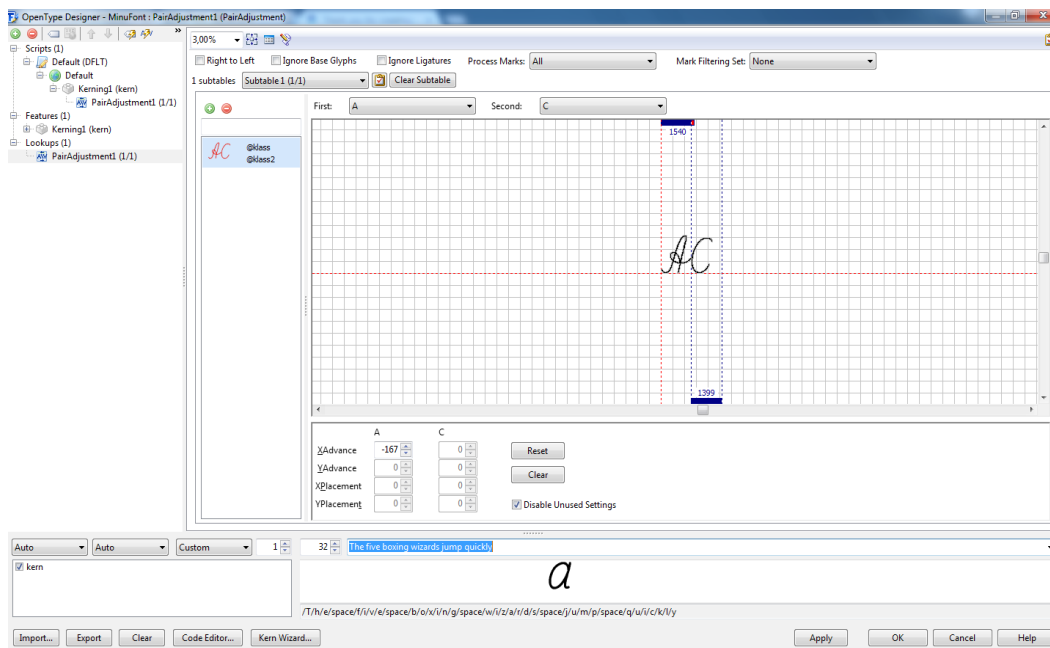 OpenType Designer - MinuFont : PairAdjustment1 (PairAdjustment)
»
3,00%
Scripts (1)
Default (DFLT)
Default
Kerning1 (kern)
PairAdjustment1 (1/1)
Features (1)
Kerning1 (kern)
Lookups (1)
PairAdjustment1 (1/1)
Right to Left Ignore Base Glyphs Ignore Ligatures Process Marks: All Mark Filtering Set: None
1 subtables Subtable 1 (1/1) Clear Subtable
First: A Second: C
AC @klass
@klass2
1540
AC
1399
A C
XAdvance -167 0 Reset
YAdvance 0 0 Clear
XPlacement 0 0
YPlacement 0 0 Disable Unused Settings
Auto Auto Custom 1 32 The five boxing wizards jump quickly
kern
a
/T/h/e/space/f/i/v/e/space/b/o/x/i/n/g/space/w/i/z/a/r/d/s/space/j/u/m/p/space/q/u/i/c/k/l/y
Import... Export Clear Code Editor... Kern Wizard... Apply OK Cancel Help